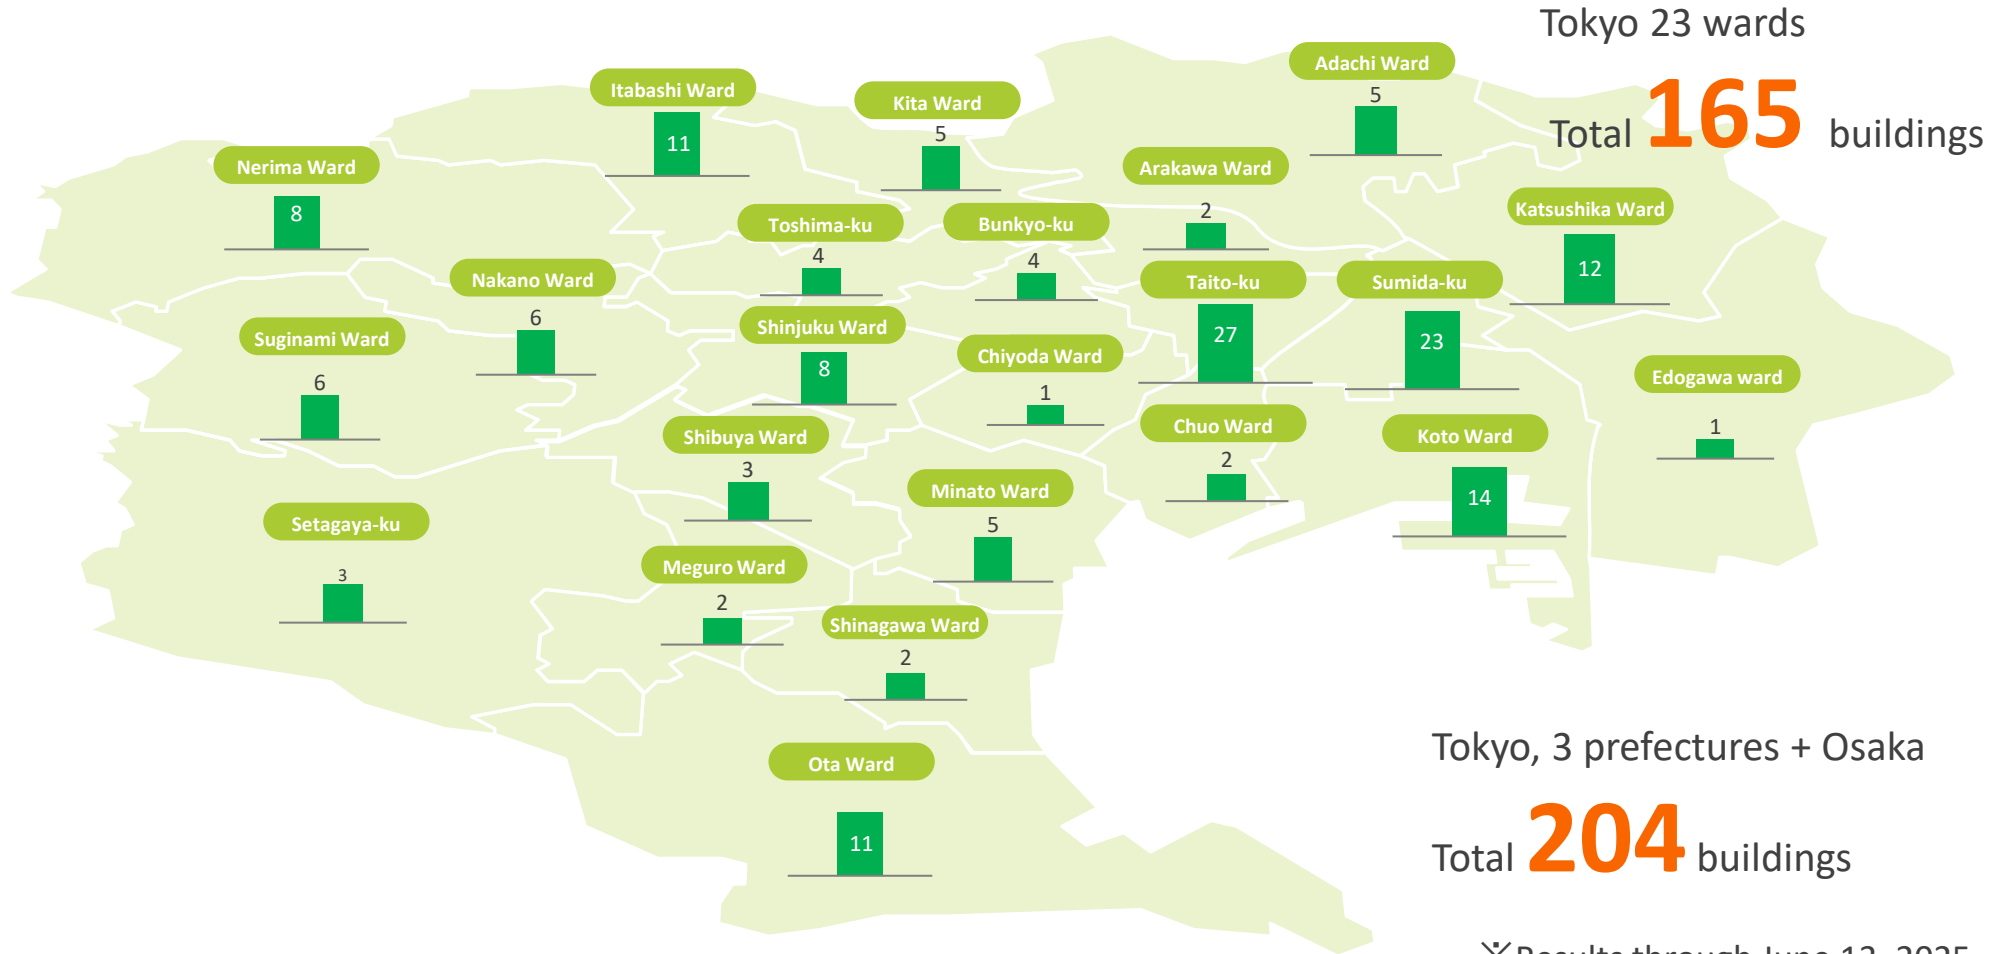 Tokyo 23 wards
Total 165 buildings
Adachi Ward
5
Itabashi Ward
11
Kita Ward
5
Nerima Ward
8
Arakawa Ward
2
Katsushika Ward
12
Toshima-ku
4
Bunkyo-ku
4
Nakano Ward
6
Taito-ku
27
Sumida-ku
23
Suginami Ward
6
Shinjuku Ward
8
Chiyoda Ward
1
Edogawa ward
1
Shibuya Ward
3
Chuo Ward
2
Koto Ward
14
Minato Ward
5
Setagaya-ku
3
Meguro Ward
2
Shinagawa Ward
2
Ota Ward
11
Tokyo, 3 prefectures + Osaka
Total 204 buildings
※Results through June 2025